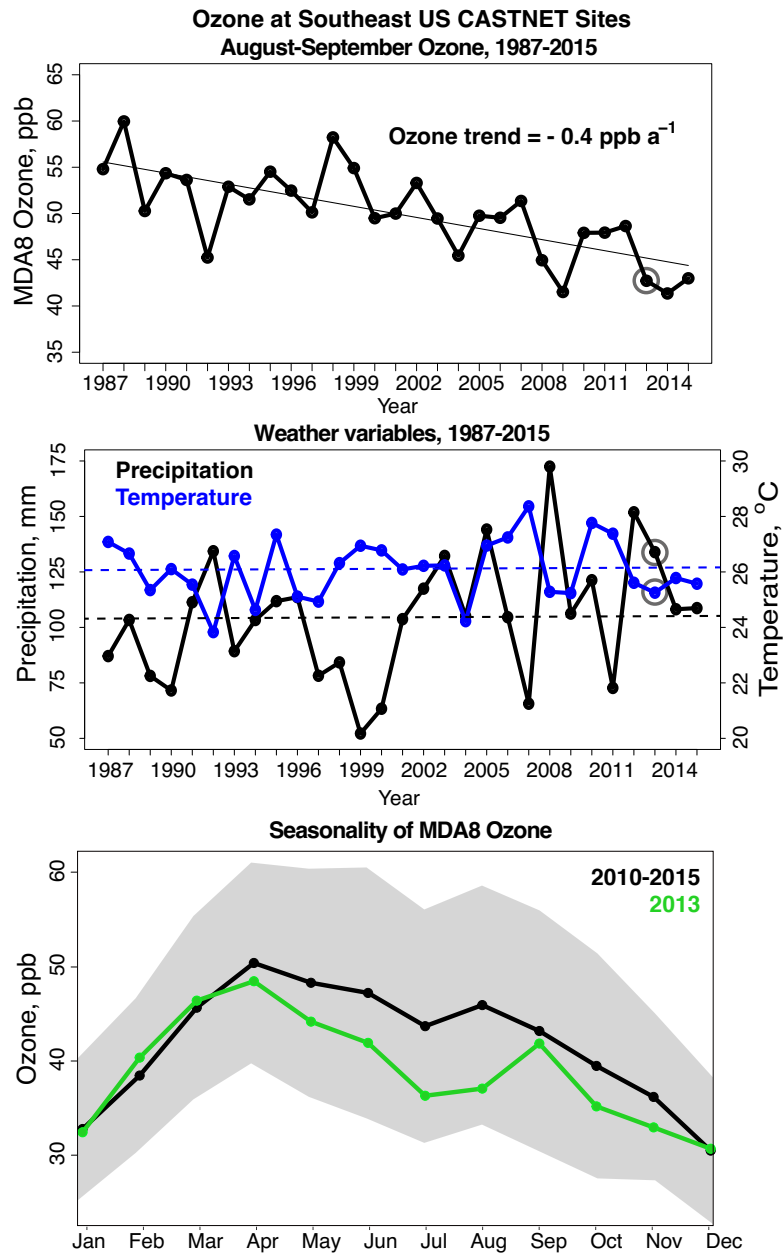 Ozone at Southeast US CASTNET Sites
August-September Ozone, 1987-2015
MDA8 Ozone, ppb
65
60
55
50
45
40
35
Ozone trend = - 0.4 ppb a⁻¹
1987 1990 1993 1996 1999 2002 2005 2008 2011 2014
Year
Weather variables, 1987-2015
Precipitation, mm
175
150
125
100
75
50
Precipitation
Temperature
30
28
26
24
22
20
Temperature, °C
1987 1990 1993 1996 1999 2002 2005 2008 2011 2014
Year
Seasonality of MDA8 Ozone
Ozone, ppb
60
50
40
30
2010-2015
2013
Jan Feb Mar Apr May Jun Jul Aug Sep Oct Nov Dec